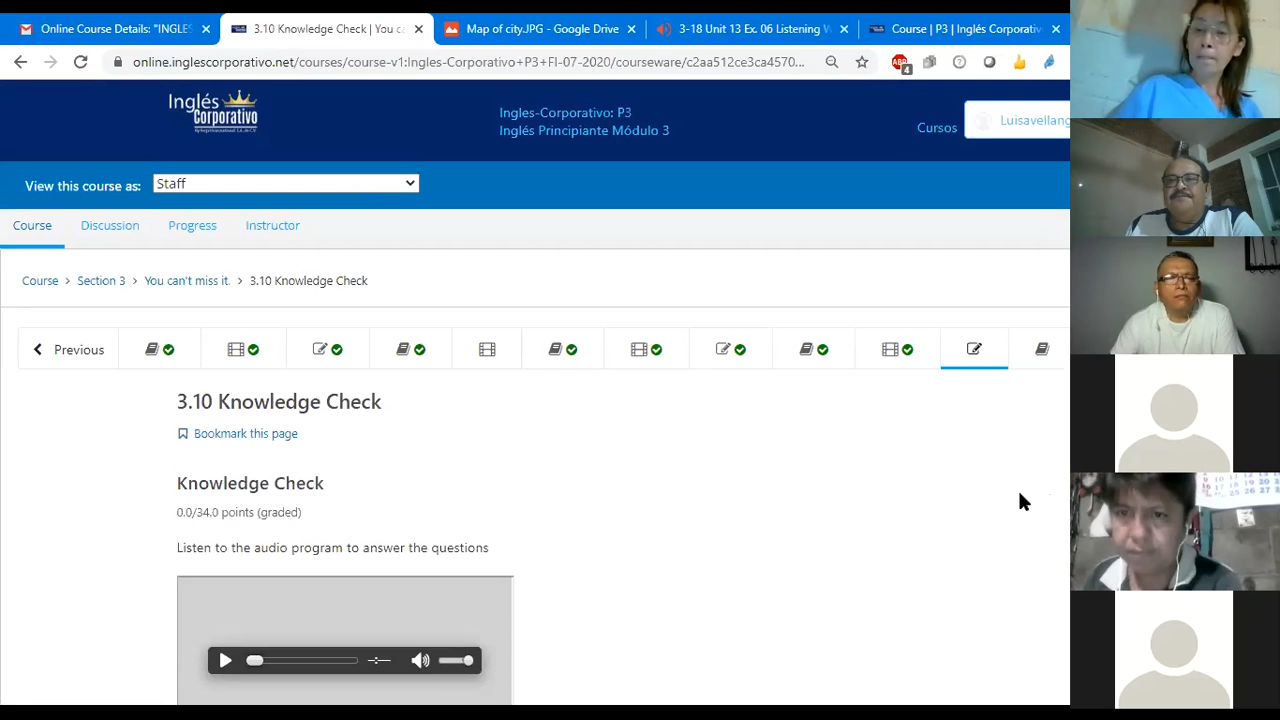 Online Course Details: "INGLES
3.10 Knowledge Check | You ca
Map of city.JPG - Google Drive
3-18 Unit 13 Ex. 06 Listening W
Course | P3 | Inglés Corporativ
online.inglescorporativo.net/courses/course-v1:Ingles-Corporativo+P3+FI-07-2020/courseware/c2aa512ce3ca4570...
4
Inglés
Corporativo
Ingles-Corporativo: P3
Inglés Principiante Módulo 3
Cursos
Luisavellang
View this course as:
Staff
Course
Discussion
Progress
Instructor
Course > Section 3 > You can't miss it. > 3.10 Knowledge Check
Previous
3.10 Knowledge Check
Bookmark this page
Knowledge Check
0.0/34.0 points (graded)
Listen to the audio program to answer the questions